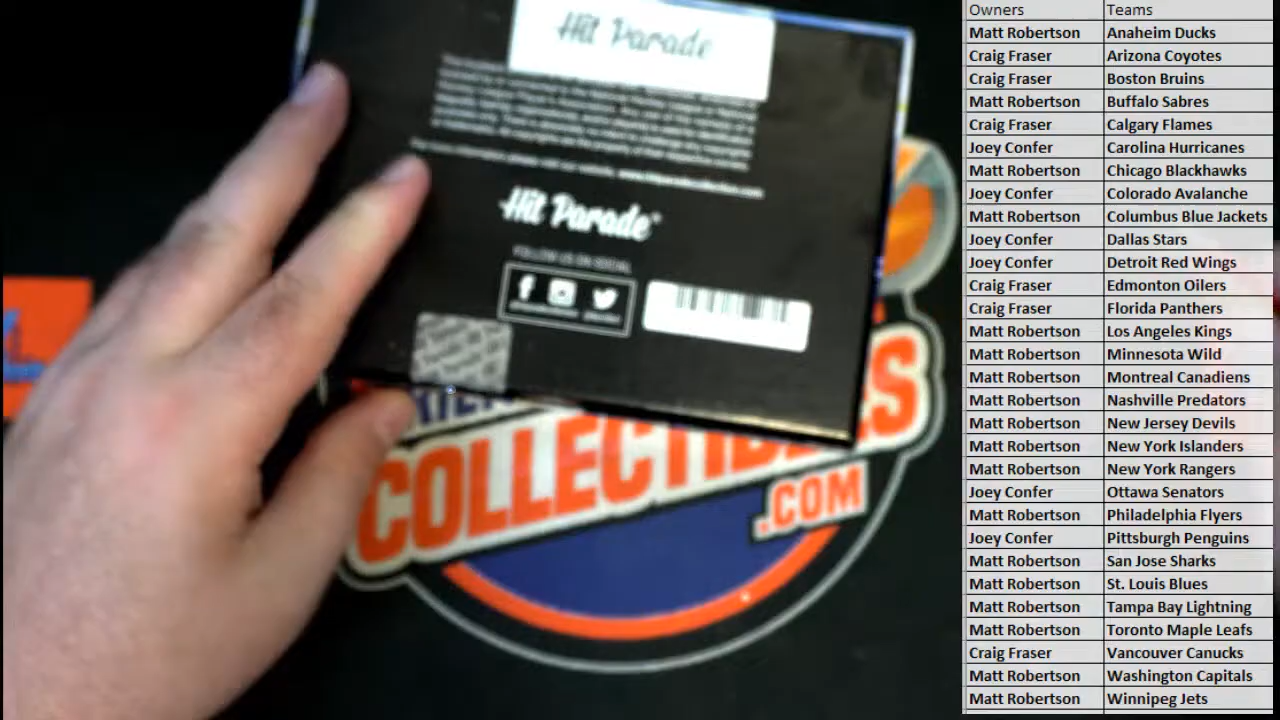 Hit Parade
Hit Parade
FOLLOW US ON SOCIAL
COLLECTIBLES
.COM
Owners Teams
Matt Robertson Anaheim Ducks
Craig Fraser Arizona Coyotes
Craig Fraser Boston Bruins
Matt Robertson Buffalo Sabres
Craig Fraser Calgary Flames
Joey Confer Carolina Hurricanes
Matt Robertson Chicago Blackhawks
Joey Confer Colorado Avalanche
Matt Robertson Columbus Blue Jackets
Joey Confer Dallas Stars
Joey Confer Detroit Red Wings
Craig Fraser Edmonton Oilers
Craig Fraser Florida Panthers
Matt Robertson Los Angeles Kings
Matt Robertson Minnesota Wild
Matt Robertson Montreal Canadiens
Matt Robertson Nashville Predators
Matt Robertson New Jersey Devils
Matt Robertson New York Islanders
Matt Robertson New York Rangers
Joey Confer Ottawa Senators
Matt Robertson Philadelphia Flyers
Joey Confer Pittsburgh Penguins
Matt Robertson San Jose Sharks
Matt Robertson St. Louis Blues
Matt Robertson Tampa Bay Lightning
Matt Robertson Toronto Maple Leafs
Craig Fraser Vancouver Canucks
Matt Robertson Washington Capitals
Matt Robertson Winnipeg Jets